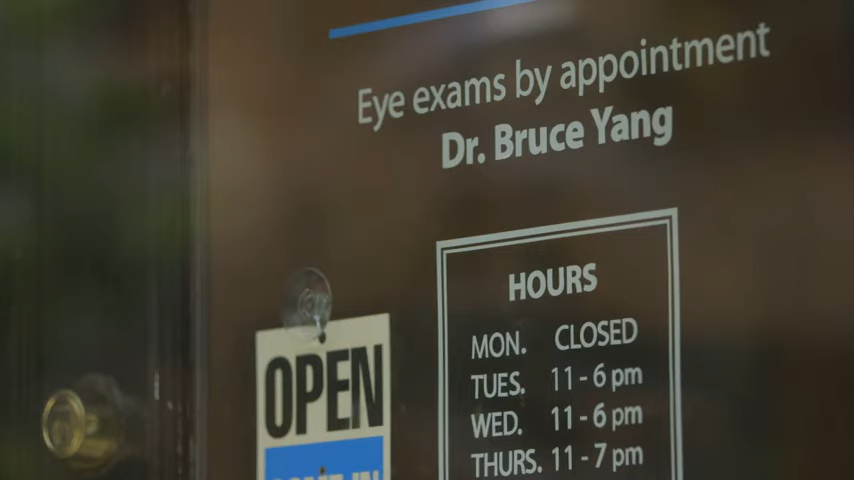 Eye exams by appointment
Dr. Bruce Yang
HOURS
MON. CLOSED
TUES. 11 - 6 pm
WED. 11 - 6 pm
THURS. 11 - 7 pm
OPEN